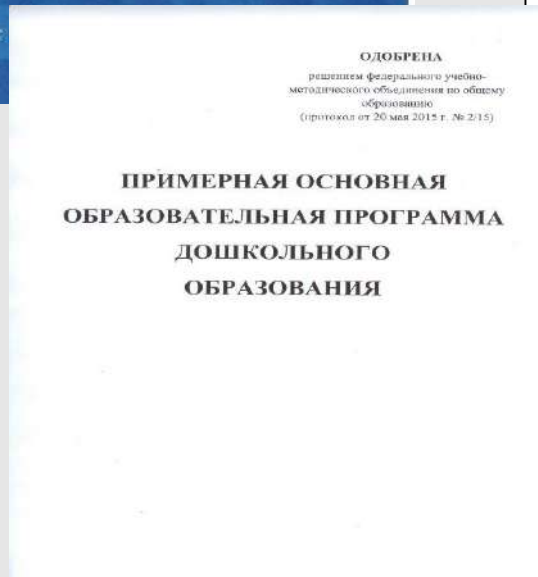 ОДОБРЕНА
решением федерального учебно-
методического объединения по общему
образованию
(протокол от 20 мая 2015 г. № 2/15)
ПРИМЕРНАЯ ОСНОВНАЯ
ОБРАЗОВАТЕЛЬНАЯ ПРОГРАММА
ДОШКОЛЬНОГО
ОБРАЗОВАНИЯ